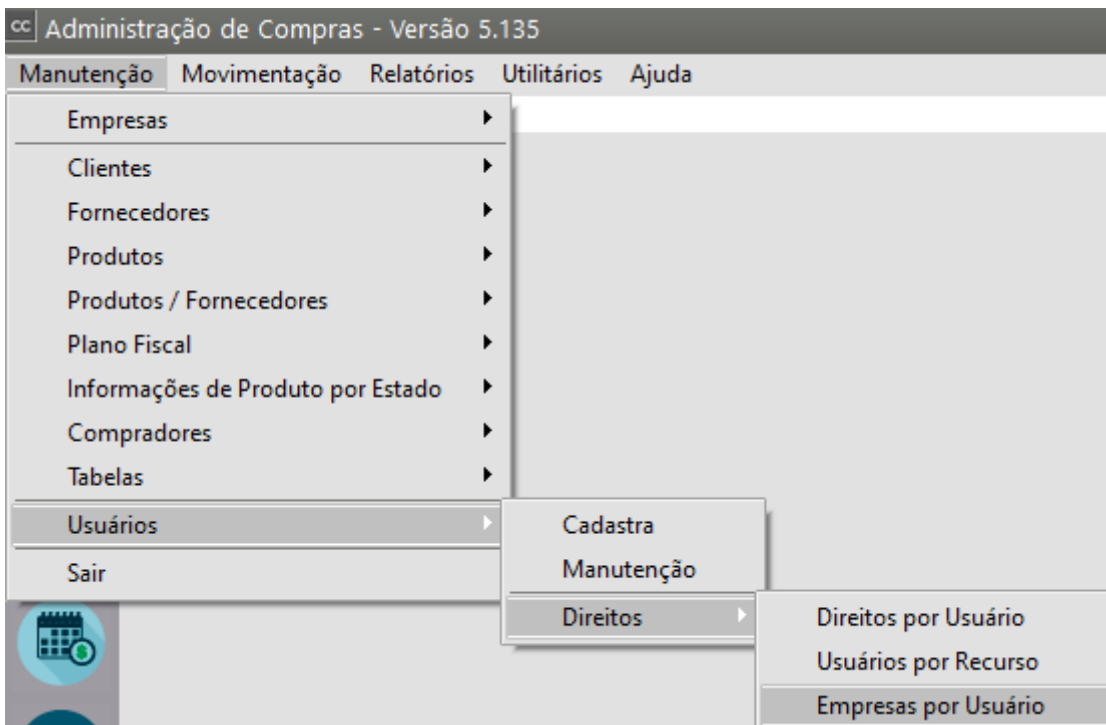 cc Administração de Compras - Versão 5.135
Manutenção Movimentação Relatórios Utilitários Ajuda
Empresas
Clientes
Fornecedores
Produtos
Produtos / Fornecedores
Plano Fiscal
Informações de Produto por Estado
Compradores
Tabelas
Usuários
Sair
Cadastra
Manutenção
Direitos
Direitos por Usuário
Usuários por Recurso
Empresas por Usuário
$